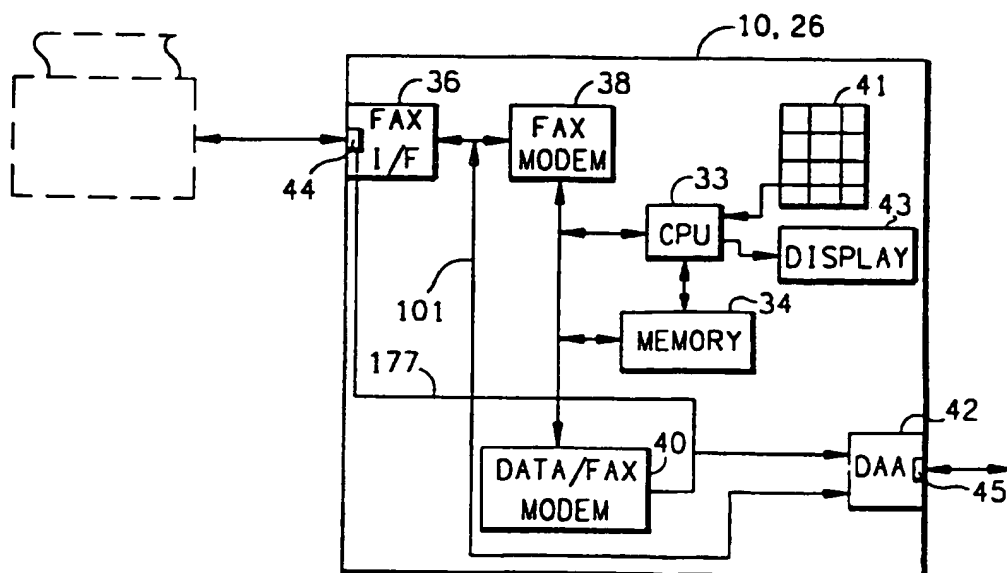 10, 26
36
38
41
FAX
I/F
FAX
MODEM
44
33
43
CPU
DISPLAY
101
34
MEMORY
177
42
40
DATA/FAX
MODEM
DAA
45